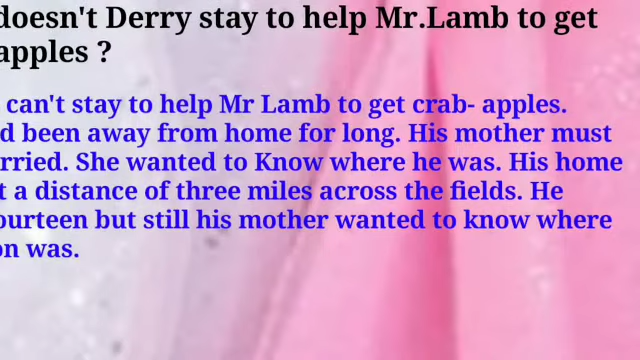 doesn't Derry stay to help Mr.Lamb to get
apples ?
can't stay to help Mr Lamb to get crab- apples.
d been away from home for long. His mother must
rried. She wanted to Know where he was. His home
t a distance of three miles across the fields. He
ourteen but still his mother wanted to know where
on was.